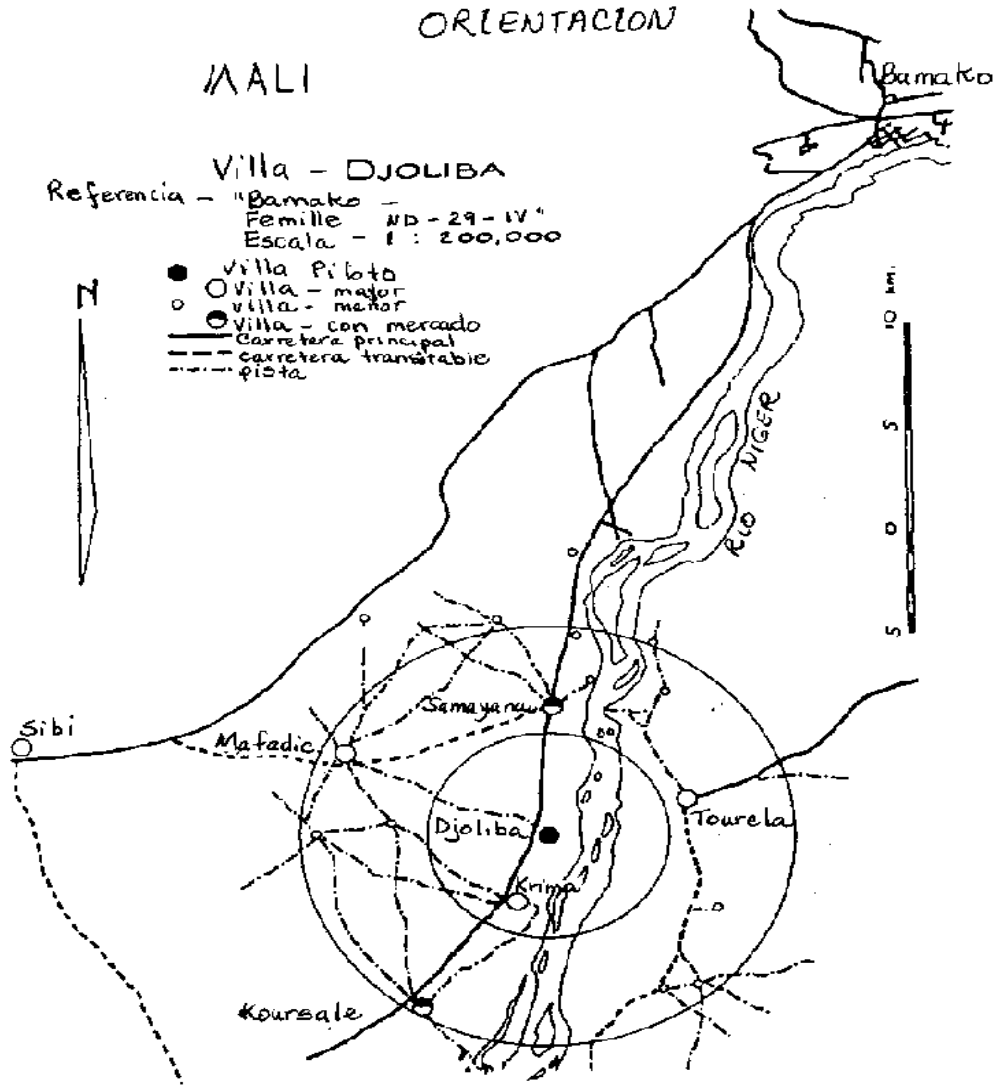 ORIENTACION
MALI
Bamako
Villa - DJOLIBA
Referencia - "Bamako -
Femille ND - 29 - IV"
Escala - 1 : 200,000
Villa Piloto
Villa - major
villa - menor
Villa - con mercado
Carretera principal
carretera transitable
pista
N
10 km.
5
0
5
RIO NIGER
Samayana
Sibi
Mafadie
Djoliba
Tourela
Krima
Koursale